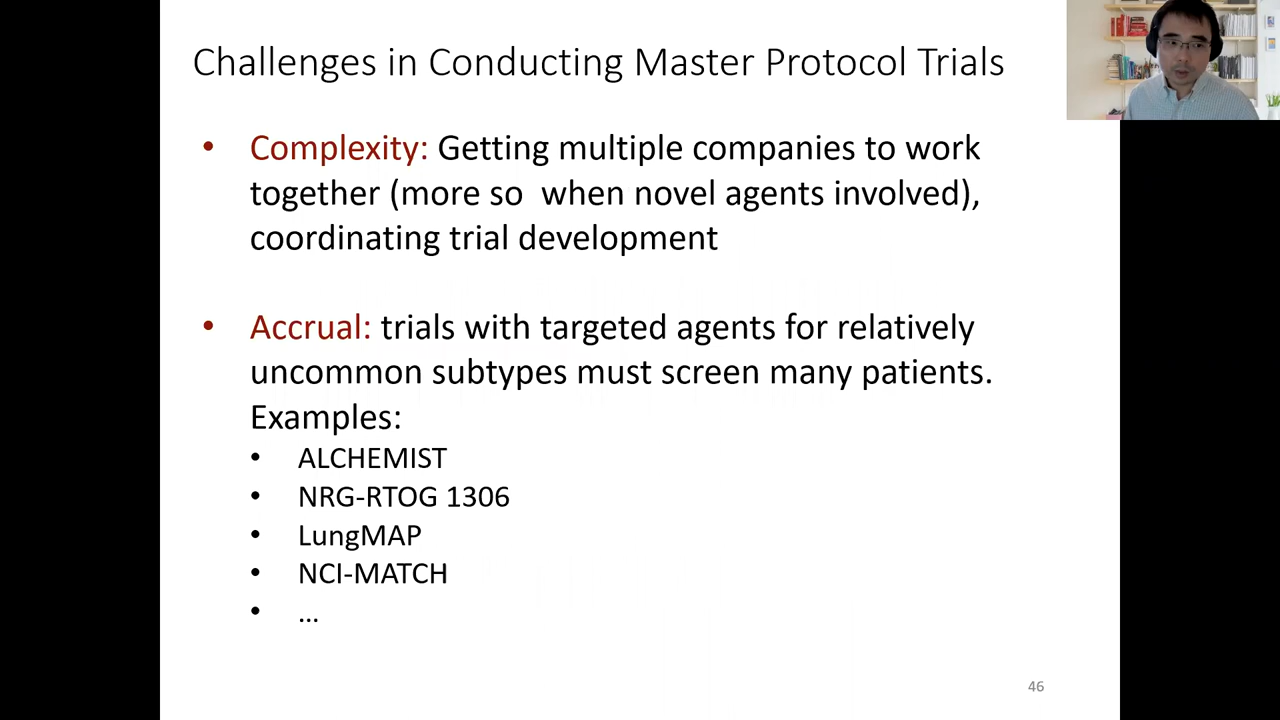 Challenges in Conducting Master Protocol Trials
• Complexity: Getting multiple companies to work
together (more so  when novel agents involved),
coordinating trial development
• Accrual: trials with targeted agents for relatively
uncommon subtypes must screen many patients.
Examples:
• ALCHEMIST
• NRG-RTOG 1306
• LungMAP
• NCI-MATCH
• ...
46